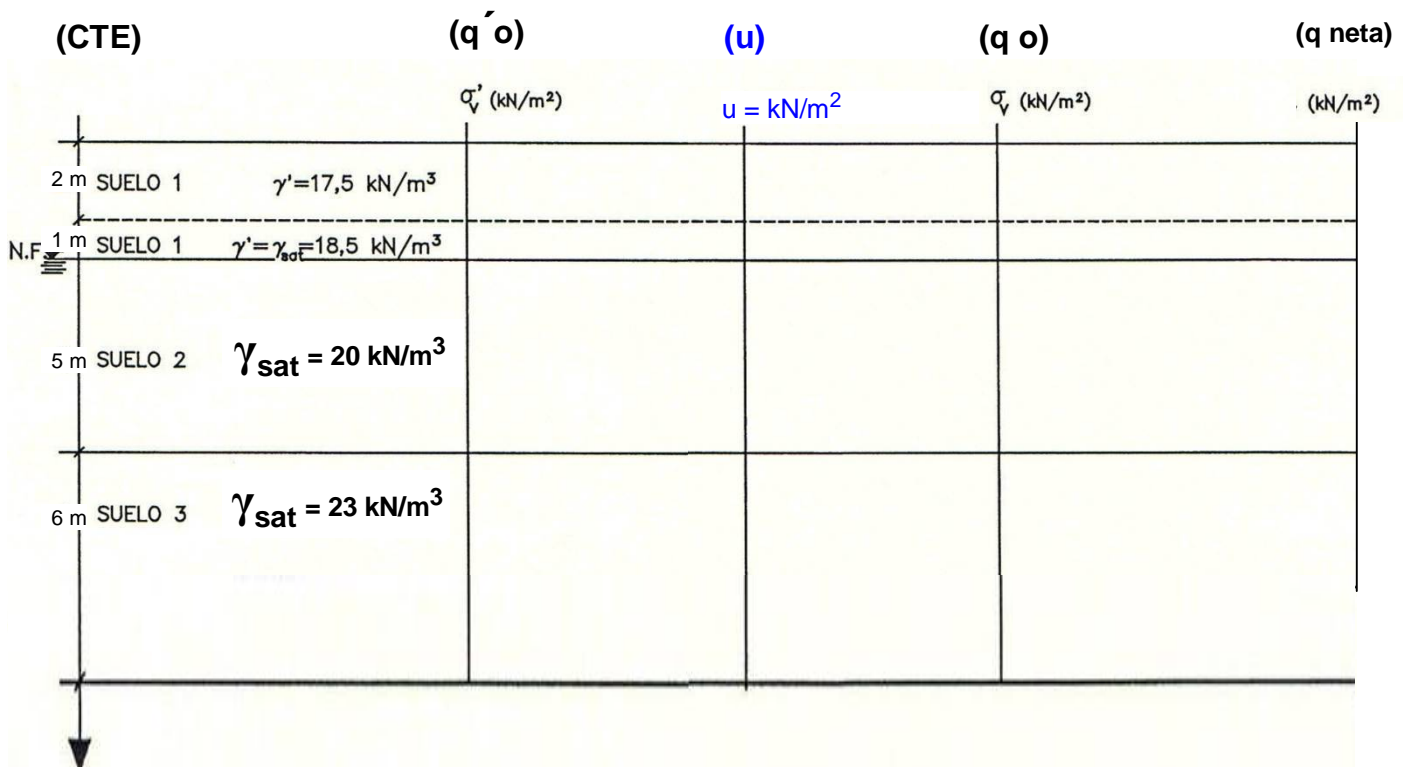 (CTE) (q´o) (u) (q o) (q neta)
σ'v (kN/m²) u = kN/m² σv (kN/m²) (kN/m²)
2 m SUELO 1 γ'=17,5 kN/m³
N.F. 1 m SUELO 1 γ'=γsat=18,5 kN/m³
5 m SUELO 2 γsat = 20 kN/m³
6 m SUELO 3 γsat = 23 kN/m³